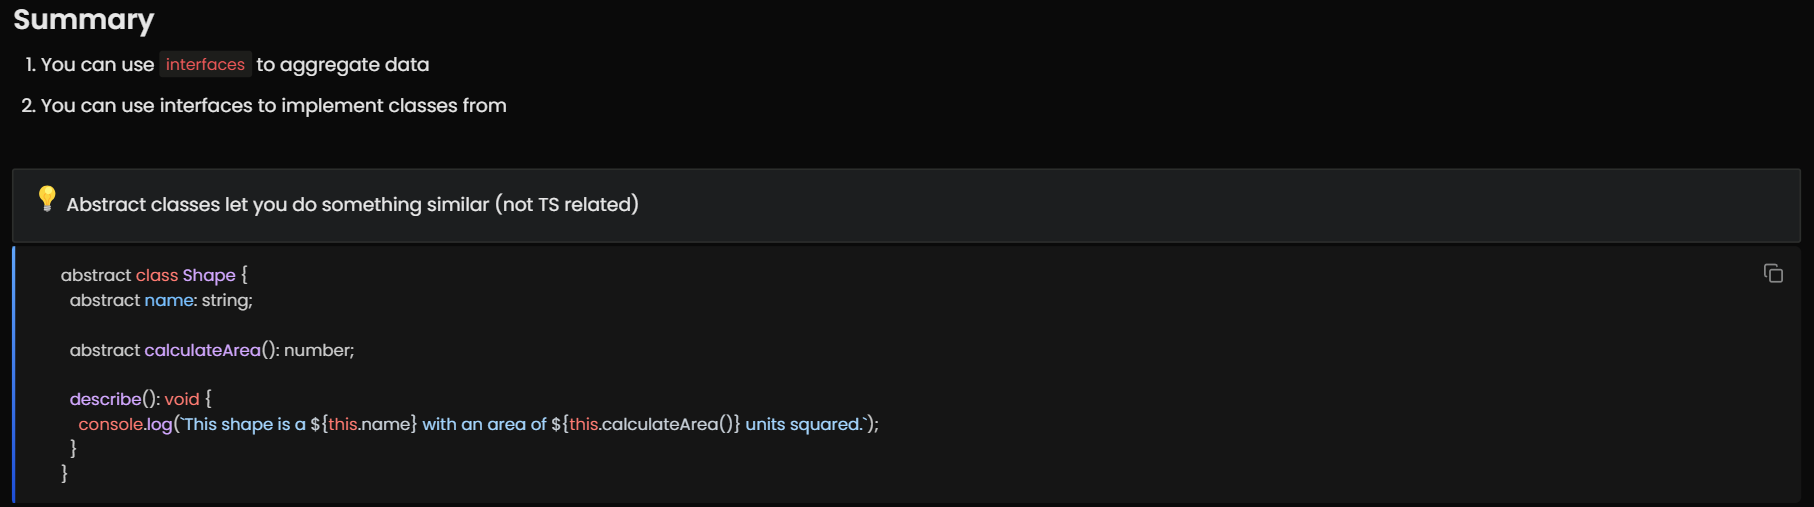 Summary
1. You can use interfaces to aggregate data
2. You can use interfaces to implement classes from
Abstract classes let you do something similar (not TS related)
abstract class Shape {
abstract name: string;
abstract calculateArea(): number;
describe(): void {
console.log(`This shape is a ${this.name} with an area of ${this.calculateArea()} units squared.`);
}
}